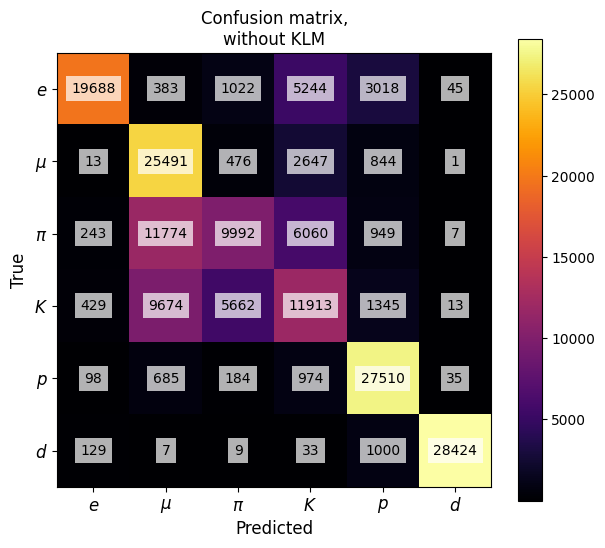 Confusion matrix,
without KLM
e 19688 383 1022 5244 3018 45
μ 13 25491 476 2647 844 1
π 243 11774 9992 6060 949 7
K 429 9674 5662 11913 1345 13
p 98 685 184 974 27510 35
d 129 7 9 33 1000 28424
e μ π K p d
Predicted
True
25000
20000
15000
10000
5000